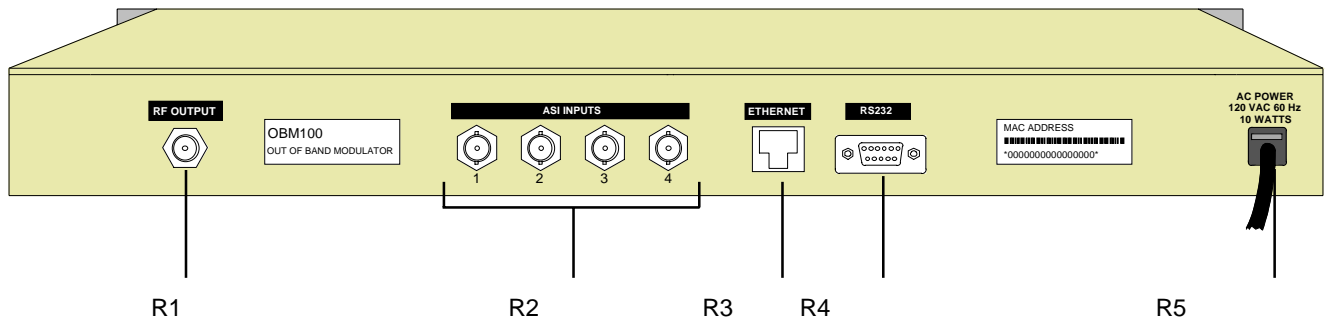 RF OUTPUT
OBM100
OUT OF BAND MODULATOR
ASI INPUTS
1 2 3 4
ETHERNET
RS232
MAC ADDRESS
*0000000000000000*
AC POWER
120 VAC 60 Hz
10 WATTS
R1 R2 R3 R4 R5